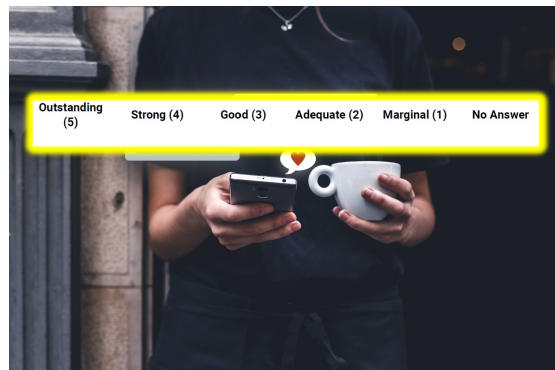 Outstanding (5)
Strong (4)
Good (3)
Adequate (2)
Marginal (1)
No Answer